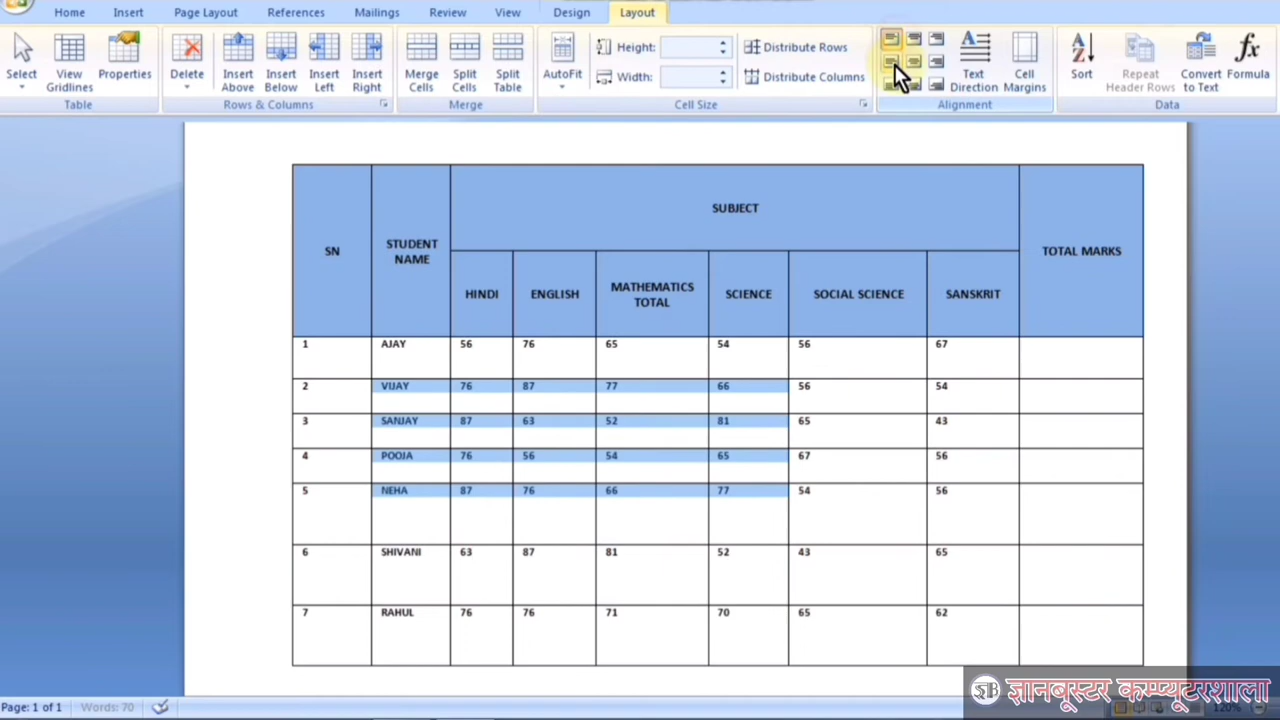 Home Insert Page Layout References Mailings Review View Design Layout
Select View Gridlines Properties Delete Insert Above Insert Below Insert Left Insert Right Merge Cells Split Cells Split Table AutoFit Height: Width: Distribute Rows Distribute Columns Text Direction Cell Margins Sort Repeat Header Rows Convert to Text Formula
Table Rows & Columns Merge Cell Size Alignment Data
SN STUDENT NAME SUBJECT TOTAL MARKS
HINDI ENGLISH MATHEMATICS TOTAL SCIENCE SOCIAL SCIENCE SANSKRIT
1 AJAY 56 76 65 54 56 67
2 VIJAY 76 87 77 66 56 54
3 SANJAY 87 63 52 81 65 43
4 POOJA 76 56 54 65 67 56
5 NEHA 87 76 66 77 54 56
6 SHIVANI 63 87 81 52 43 65
7 RAHUL 76 76 71 70 65 62
ज्ञानबूस्टर कम्प्यूटरशाला
Page: 1 of 1 Words: 70 120%